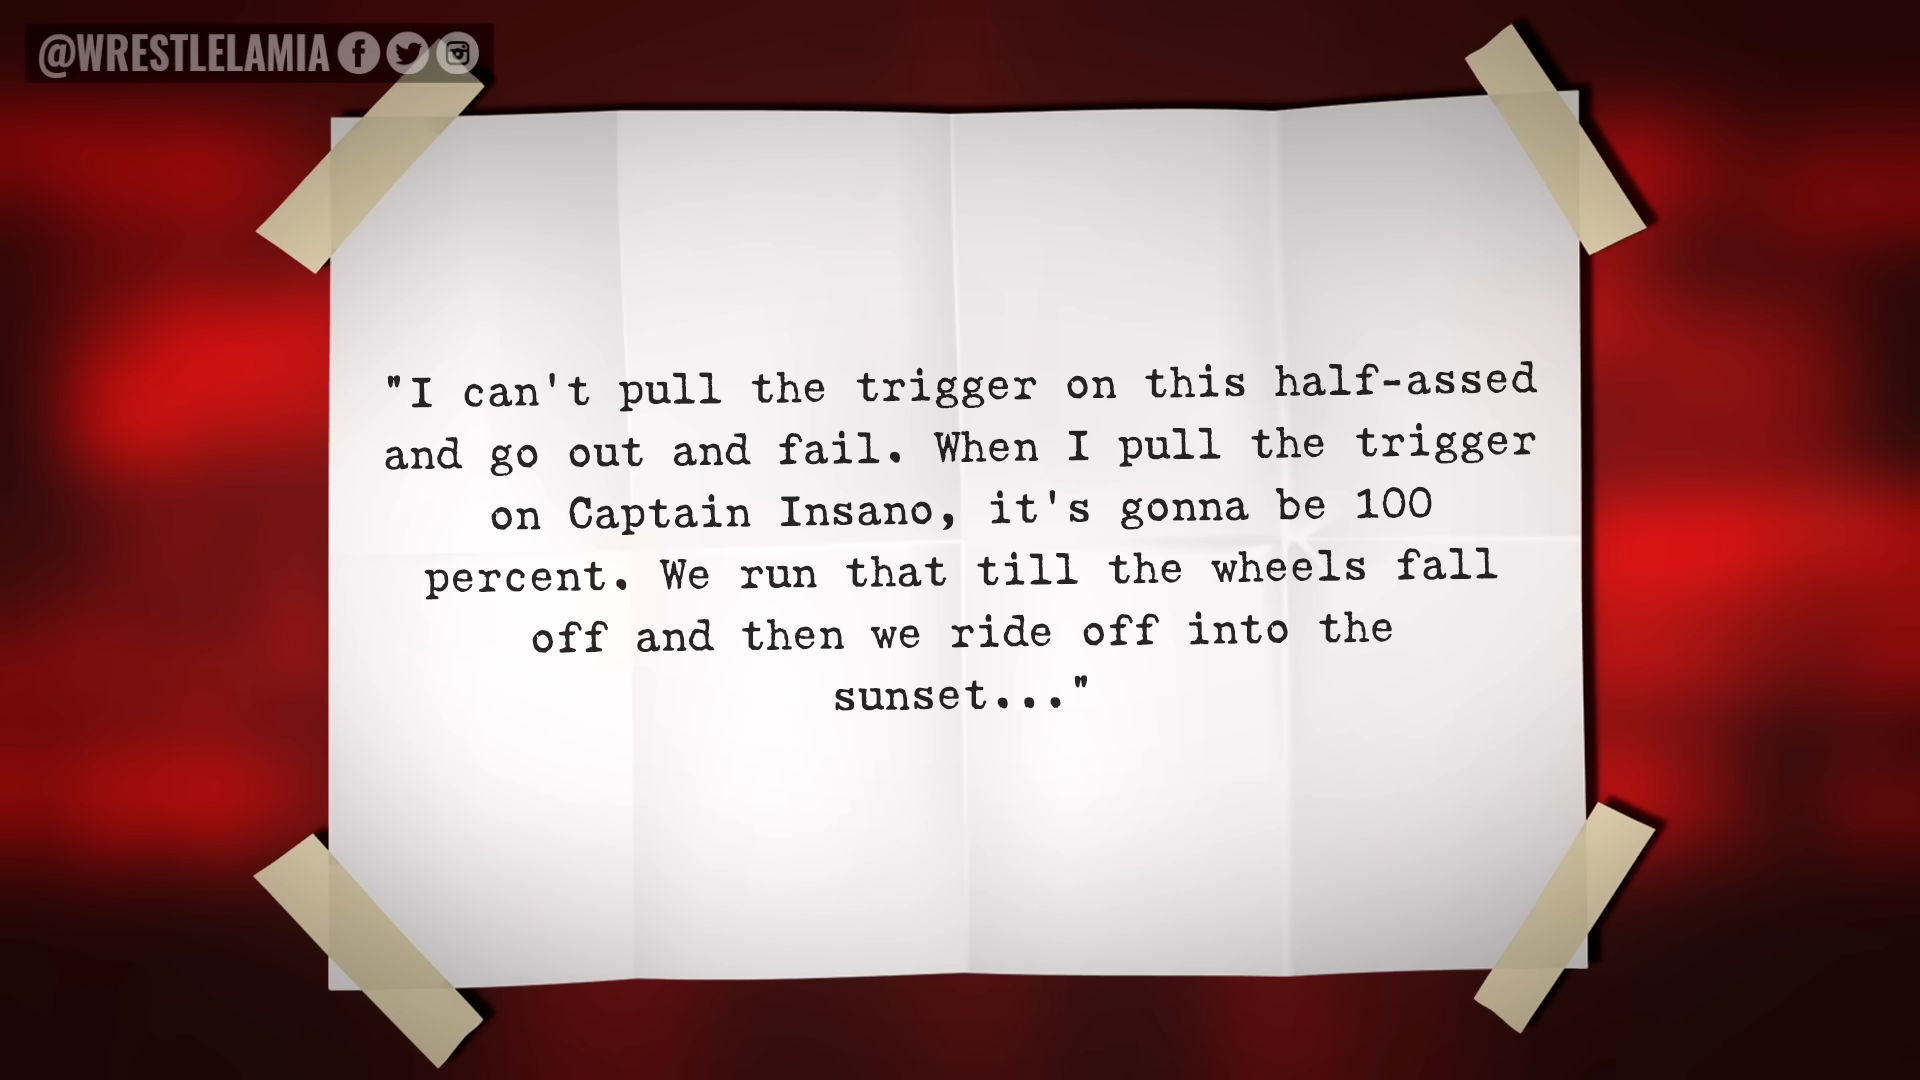 @WRESTLELAMIA
"I can't pull the trigger on this half-assed
and go out and fail. When I pull the trigger
on Captain Insano, it's gonna be 100
percent. We run that till the wheels fall
off and then we ride off into the
sunset..."